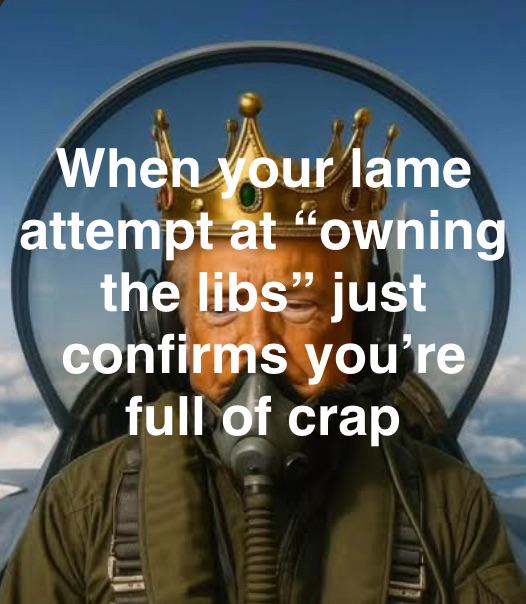 When your lame
attempt at “owning
the libs” just
confirms you’re
full of crap